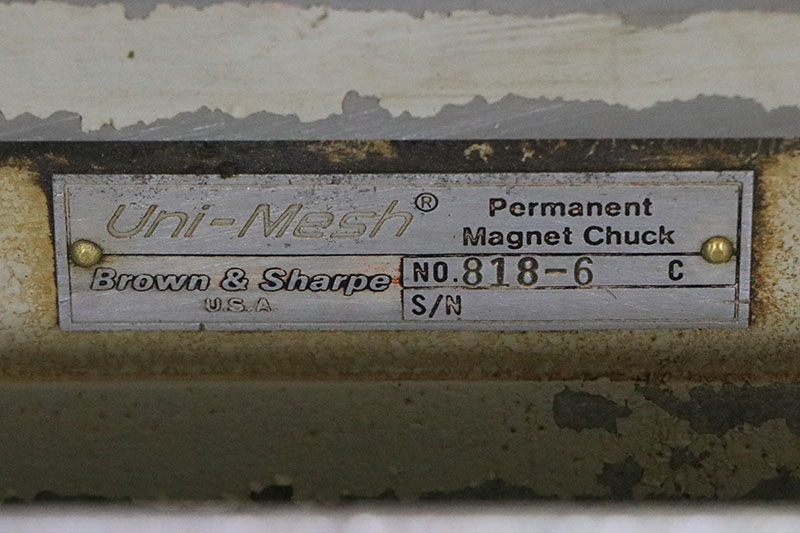 Uni-Mesh®
Permanent
Magnet Chuck
Brown & Sharpe
U.S.A
NO. 818-6 C
S/N